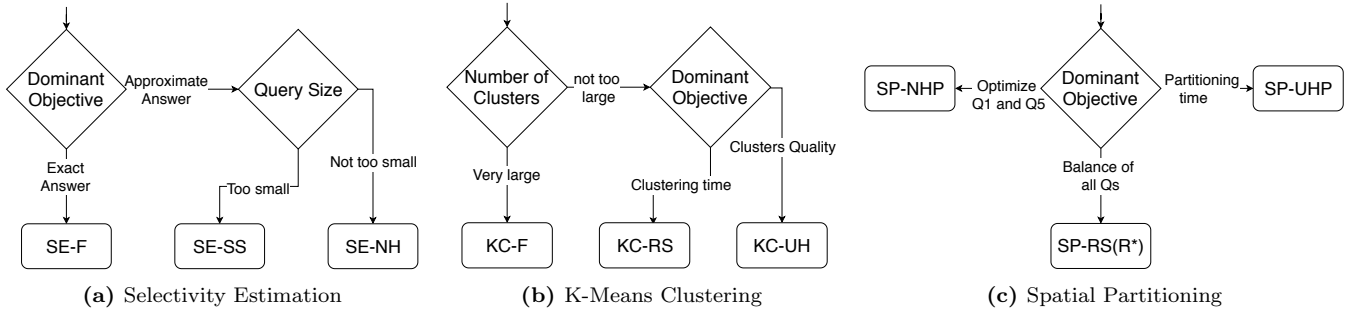 Dominant
Objective
Approximate
Answer
Query Size
Exact
Answer
Too small
Not too small
SE-F
SE-SS
SE-NH
(a) Selectivity Estimation
Number of
Clusters
not too
large
Dominant
Objective
Very large
Clustering time
Clusters Quality
KC-F
KC-RS
KC-UH
(b) K-Means Clustering
SP-NHP
Optimize
Q1 and Q5
Dominant
Objective
Partitioning
time
SP-UHP
Balance of
all Qs
SP-RS(R*)
(c) Spatial Partitioning